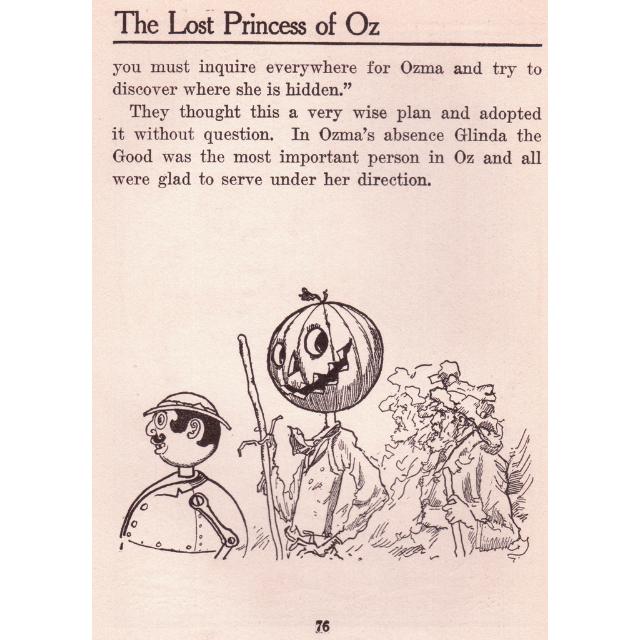 The Lost Princess of Oz
you must inquire everywhere for Ozma and try to
discover where she is hidden.”
They thought this a very wise plan and adopted
it without question. In Ozma’s absence Glinda the
Good was the most important person in Oz and all
were glad to serve under her direction.
76